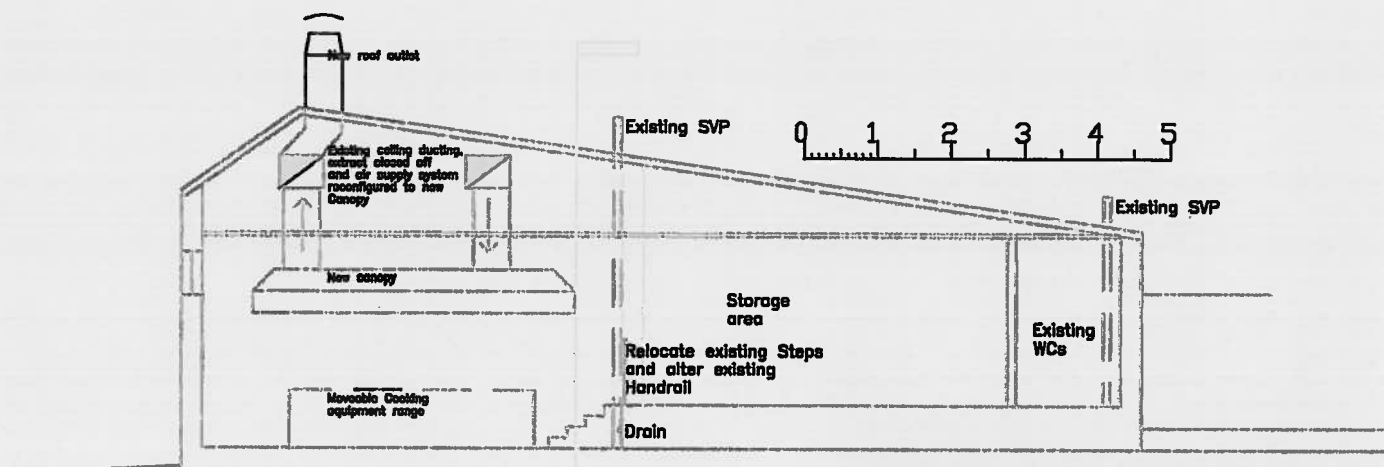 New roof outlet
Existing SVP
0 1 2 3 4 5
Existing ceiling ducting,
extract closed off
and air supply system
reconfigured to new
Canopy
Existing SVP
New canopy
Storage
area
Existing
WCs
Relocate existing Steps
and alter existing
Handrail
Moveable Cooking
equipment range
Drain